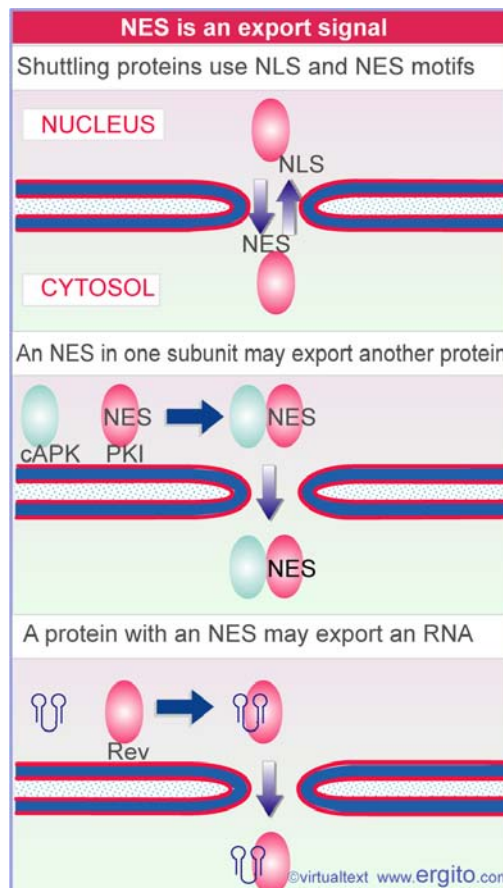 NES is an export signal
Shuttling proteins use NLS and NES motifs
NUCLEUS
NLS
NES
CYTOSOL
An NES in one subunit may export another protein
NES
NES
cAPK
PKI
NES
A protein with an NES may export an RNA
Rev
©virtualtext www.ergito.com